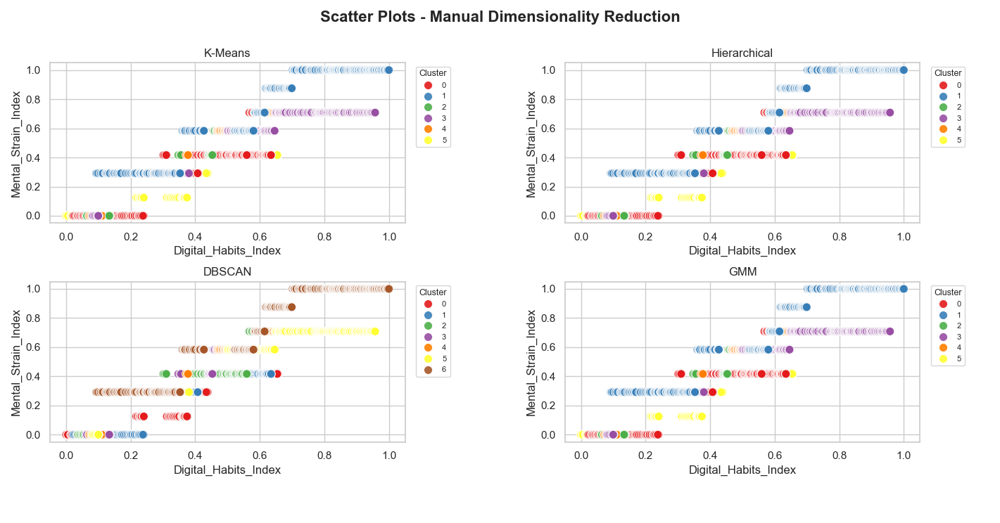 Scatter Plots - Manual Dimensionality Reduction
K-Means
Mental_Strain_Index
1.0
0.8
0.6
0.4
0.2
0.0
0.0 0.2 0.4 0.6 0.8 1.0
Digital_Habits_Index
Cluster
0
1
2
3
4
5
Hierarchical
Mental_Strain_Index
1.0
0.8
0.6
0.4
0.2
0.0
0.0 0.2 0.4 0.6 0.8 1.0
Digital_Habits_Index
Cluster
0
1
2
3
4
5
DBSCAN
Mental_Strain_Index
1.0
0.8
0.6
0.4
0.2
0.0
0.0 0.2 0.4 0.6 0.8 1.0
Digital_Habits_Index
Cluster
0
1
2
3
4
5
6
GMM
Mental_Strain_Index
1.0
0.8
0.6
0.4
0.2
0.0
0.0 0.2 0.4 0.6 0.8 1.0
Digital_Habits_Index
Cluster
0
1
2
3
4
5